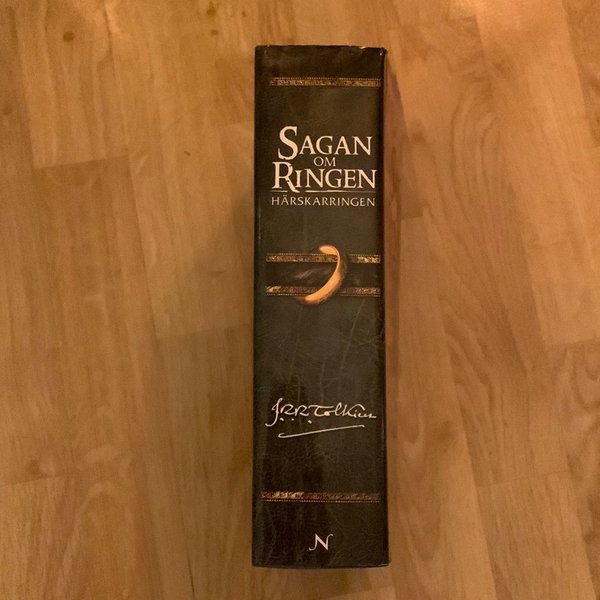 SAGAN
OM
RINGEN
HÄRSKARRINGEN
J.R.R. Tolkien
N